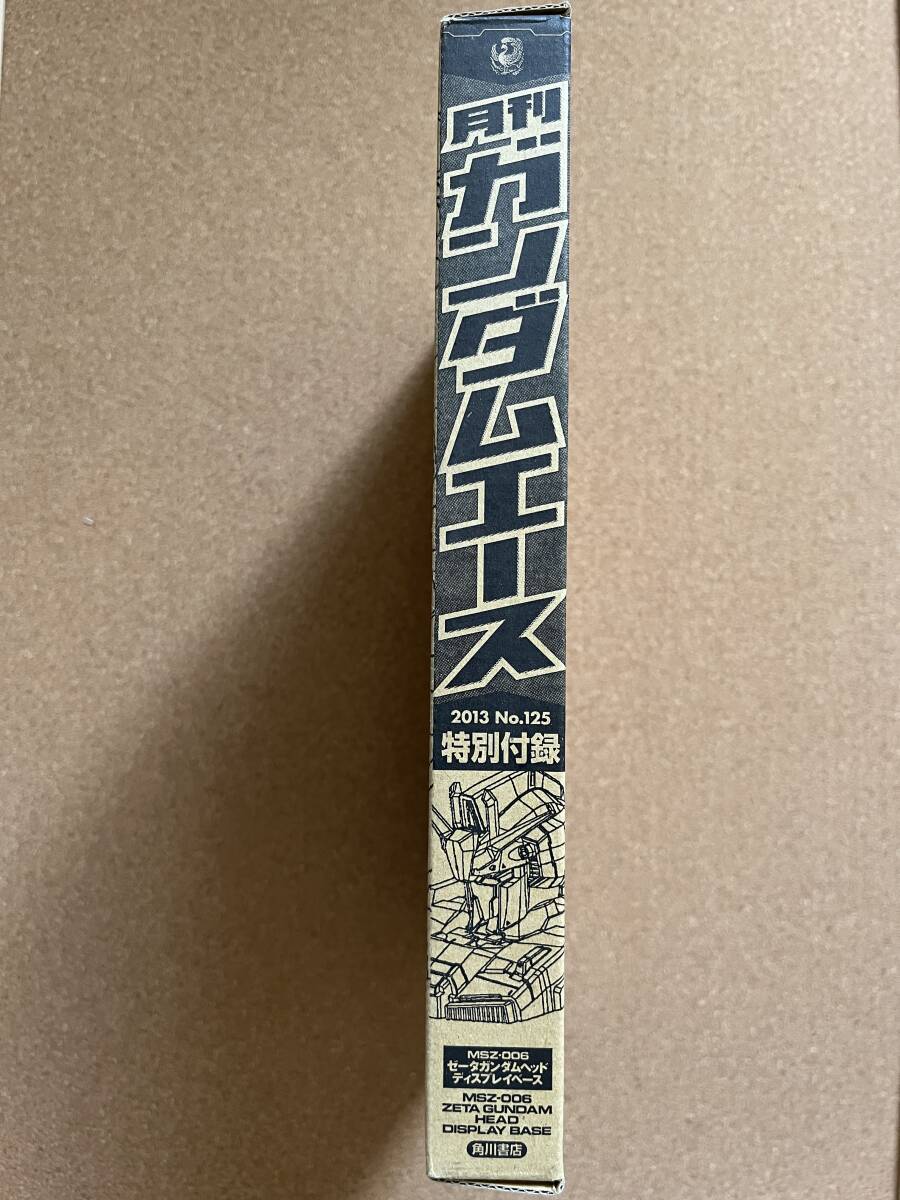 月刊
ガンダムエース
2013 No.125
特別付録
MSZ-006
ゼータガンダムヘッド
ディスプレイベース
MSZ-006
ZETA GUNDAM
HEAD
DISPLAY BASE
角川書店